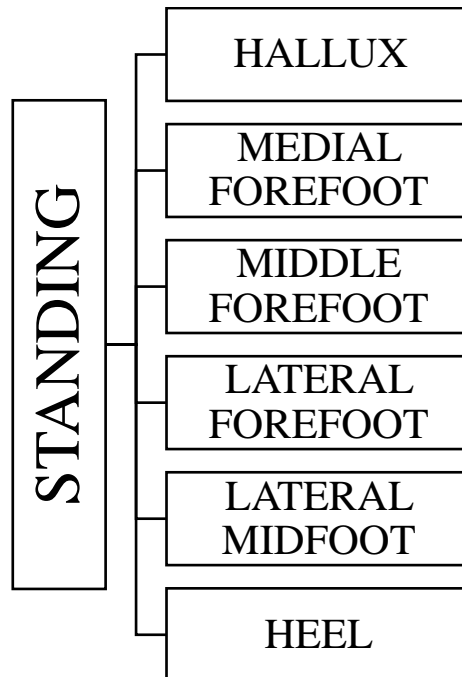 STANDING
HALLUX
MEDIAL
FOREFOOT
MIDDLE
FOREFOOT
LATERAL
FOREFOOT
LATERAL
MIDFOOT
HEEL